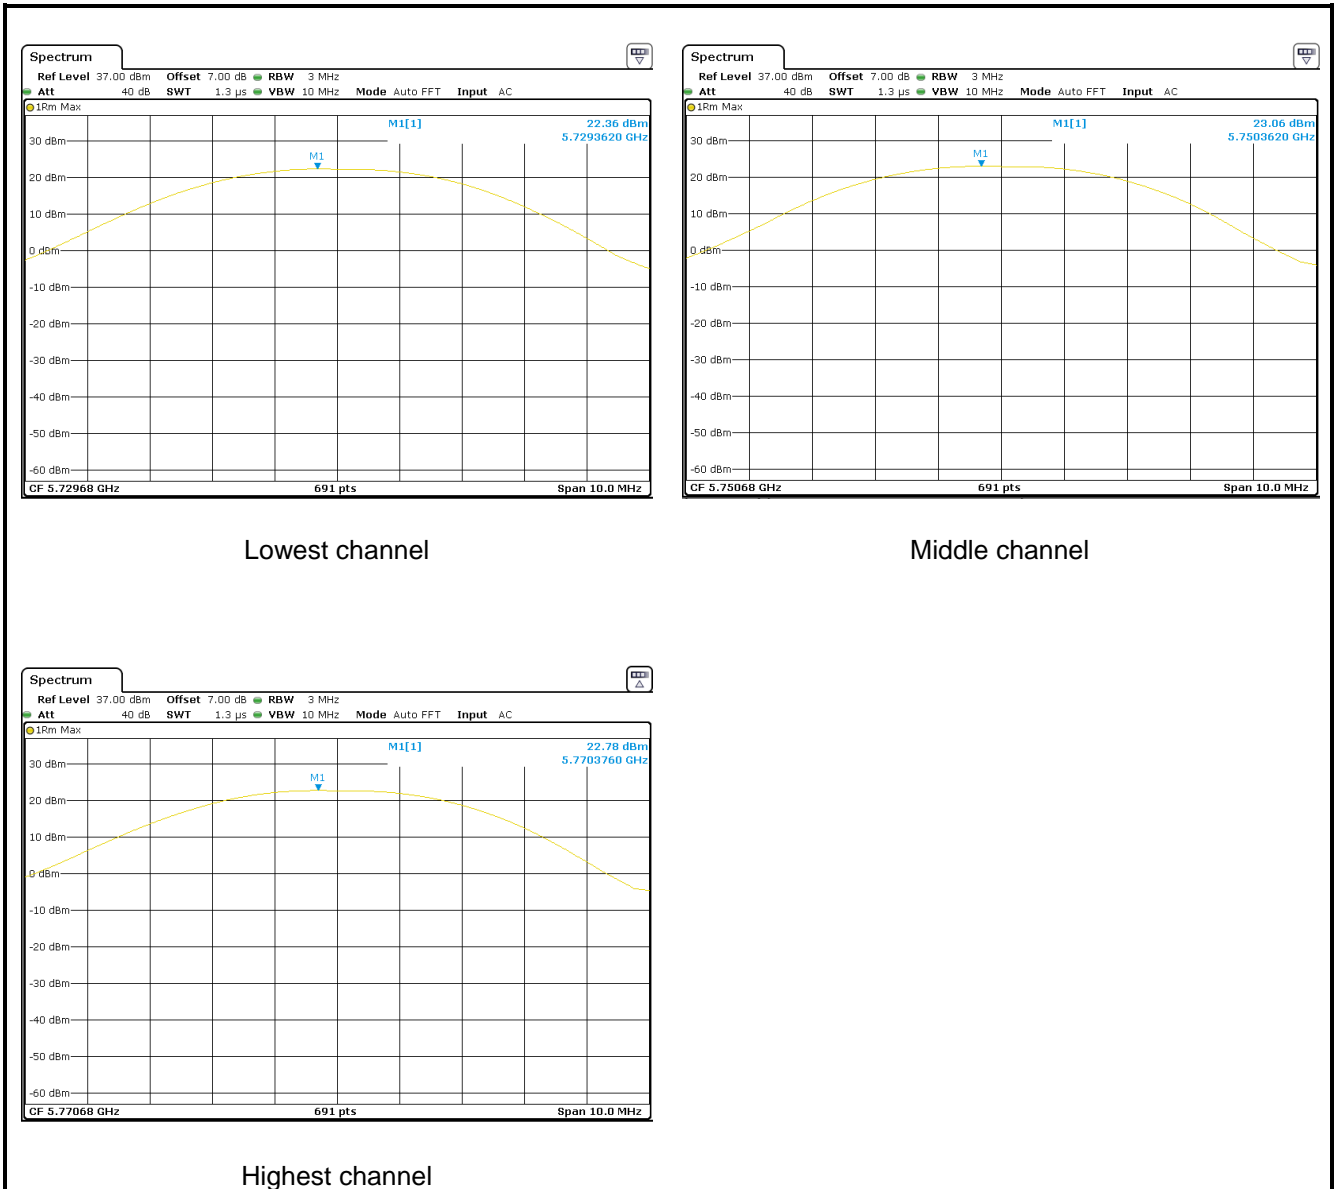 Spectrum
Ref Level 37.00 dBm Offset 7.00 dB RBW 3 MHz
Att 40 dB SWT 1.3 µs VBW 10 MHz Mode Auto FFT Input AC
1Rm Max
M1[1] 22.36 dBm
5.7293620 GHz
30 dBm
M1
20 dBm
10 dBm
0 dBm
-10 dBm
-20 dBm
-30 dBm
-40 dBm
-50 dBm
-60 dBm
CF 5.72968 GHz 691 pts Span 10.0 MHz
Lowest channel
Spectrum
Ref Level 37.00 dBm Offset 7.00 dB RBW 3 MHz
Att 40 dB SWT 1.3 µs VBW 10 MHz Mode Auto FFT Input AC
1Rm Max
M1[1] 23.06 dBm
5.7503620 GHz
30 dBm
M1
20 dBm
10 dBm
0 dBm
-10 dBm
-20 dBm
-30 dBm
-40 dBm
-50 dBm
-60 dBm
CF 5.75068 GHz 691 pts Span 10.0 MHz
Middle channel
Spectrum
Ref Level 37.00 dBm Offset 7.00 dB RBW 3 MHz
Att 40 dB SWT 1.3 µs VBW 10 MHz Mode Auto FFT Input AC
1Rm Max
M1[1] 22.78 dBm
5.7703760 GHz
30 dBm
M1
20 dBm
10 dBm
0 dBm
-10 dBm
-20 dBm
-30 dBm
-40 dBm
-50 dBm
-60 dBm
CF 5.77068 GHz 691 pts Span 10.0 MHz
Highest channel